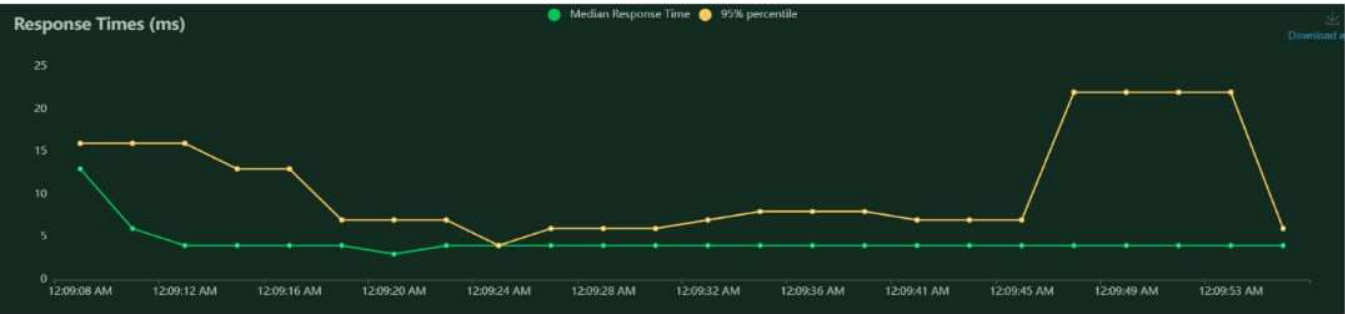 Response Times (ms)
Median Response Time
95% percentile
Download a
25
20
15
10
5
0
12:09:08 AM
12:09:12 AM
12:09:16 AM
12:09:20 AM
12:09:24 AM
12:09:28 AM
12:09:32 AM
12:09:36 AM
12:09:41 AM
12:09:45 AM
12:09:49 AM
12:09:53 AM